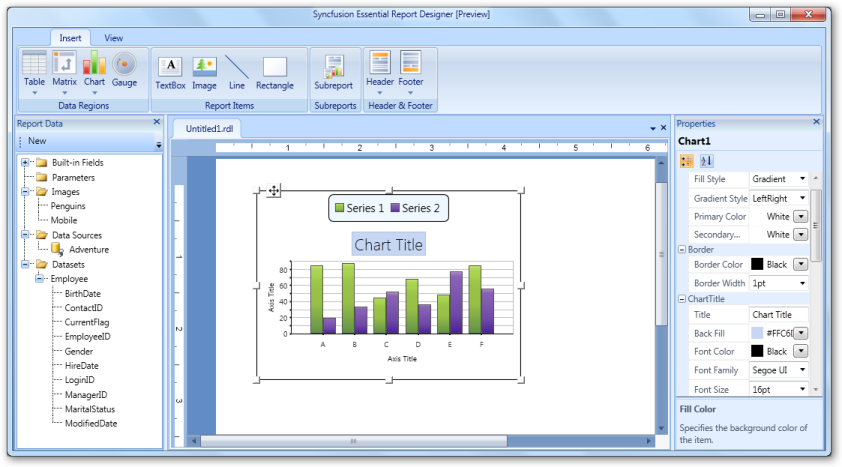 Syncfusion Essential Report Designer [Preview]
Insert View
Table Matrix Chart Gauge TextBox Image Line Rectangle Subreport Header Footer
A
Data Regions Report Items Subreports Header & Footer
Report Data
New
Built-in Fields
Parameters
Images
Penguins
Mobile
Data Sources
Adventure
Datasets
Employee
BirthDate
ContactID
CurrentFlag
EmployeeID
Gender
HireDate
LoginID
ManagerID
MaritalStatus
ModifiedDate
Untitled1.rdl
1 2 3 4 5 6
1
2
3
Series 1 Series 2
Chart Title
Axis Title
80
60
40
20
0
A B C D E F
Axis Title
Properties
Chart1
Fill Style Gradient
Gradient Style LeftRight
Primary Color White
Secondary... White
Border
Border Color Black
Border Width 1pt
ChartTitle
Title Chart Title
Back Fill
Font Color Black
Font Family Segoe UI
Font Size 16pt
Fill Color
Specifies the background color of
the item.